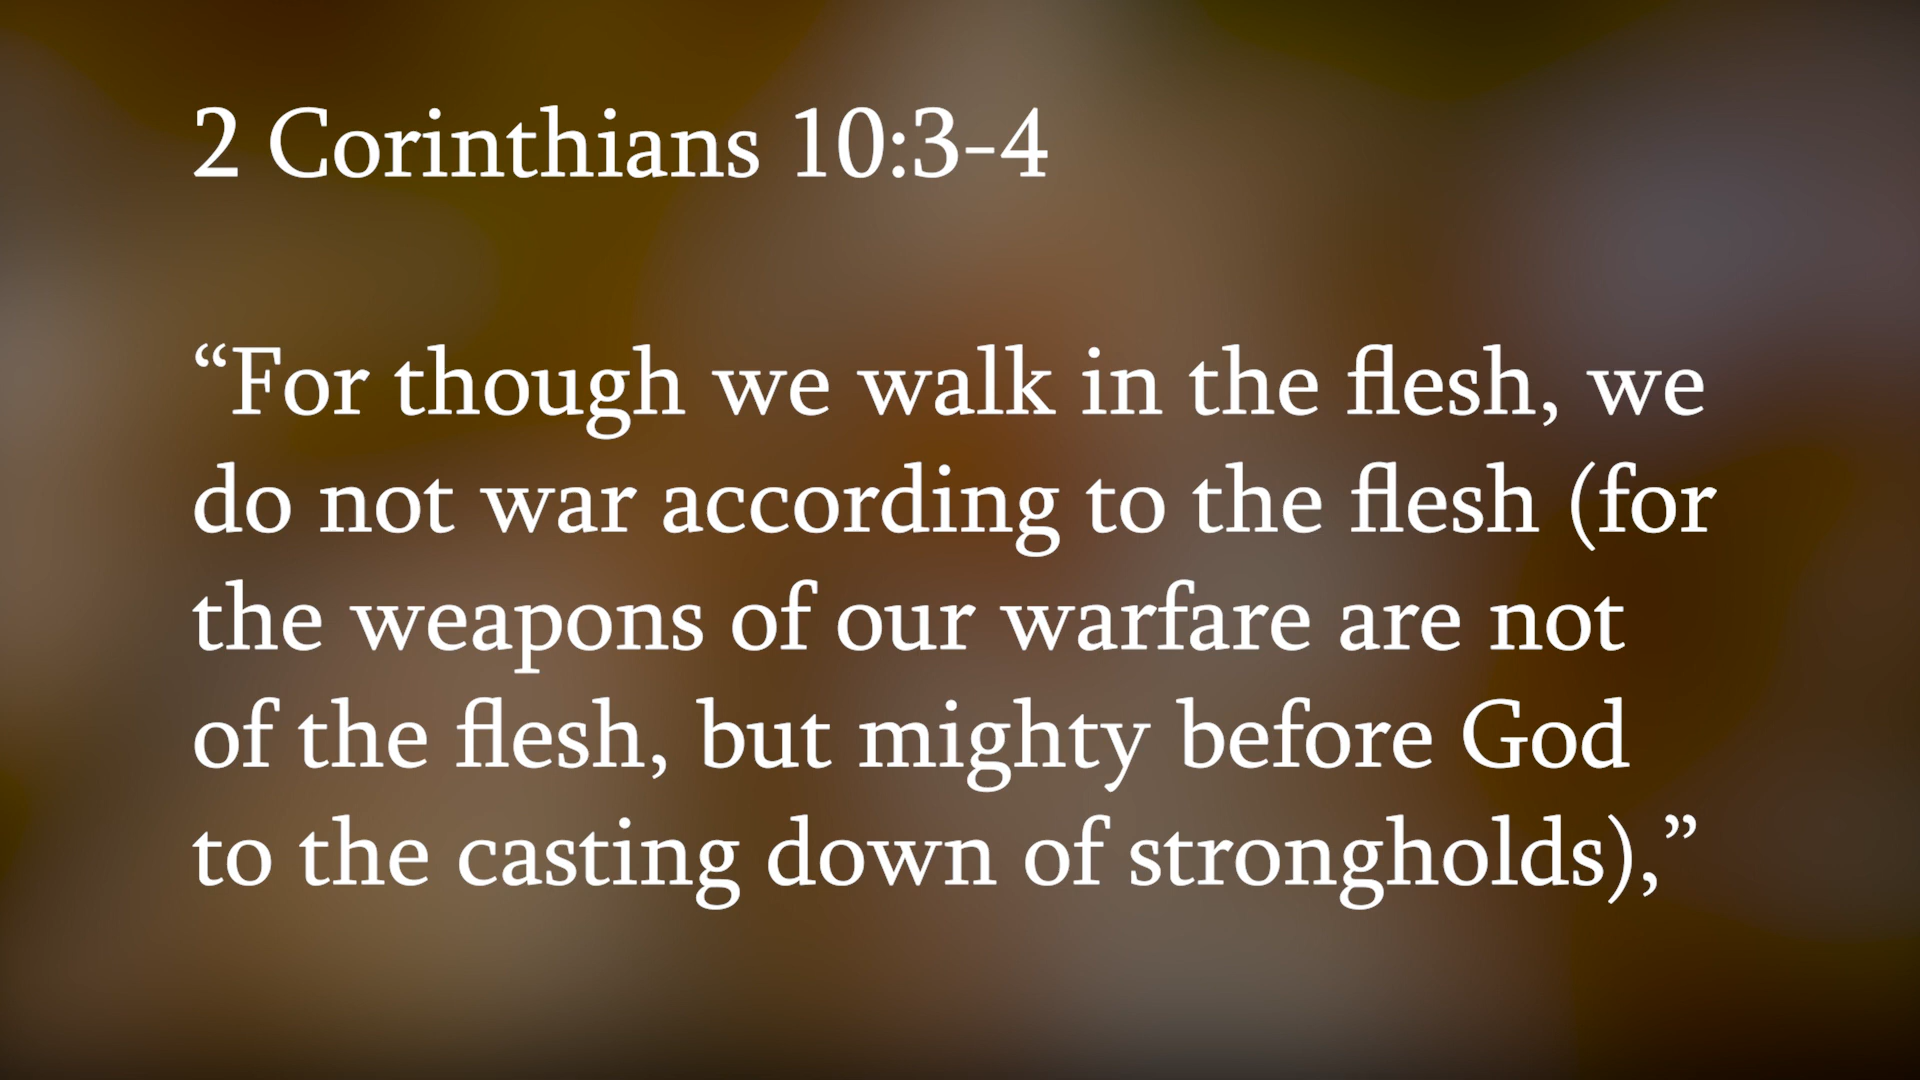 2 Corinthians 10:3-4
“For though we walk in the flesh, we
do not war according to the flesh (for
the weapons of our warfare are not
of the flesh, but mighty before God
to the casting down of strongholds),”